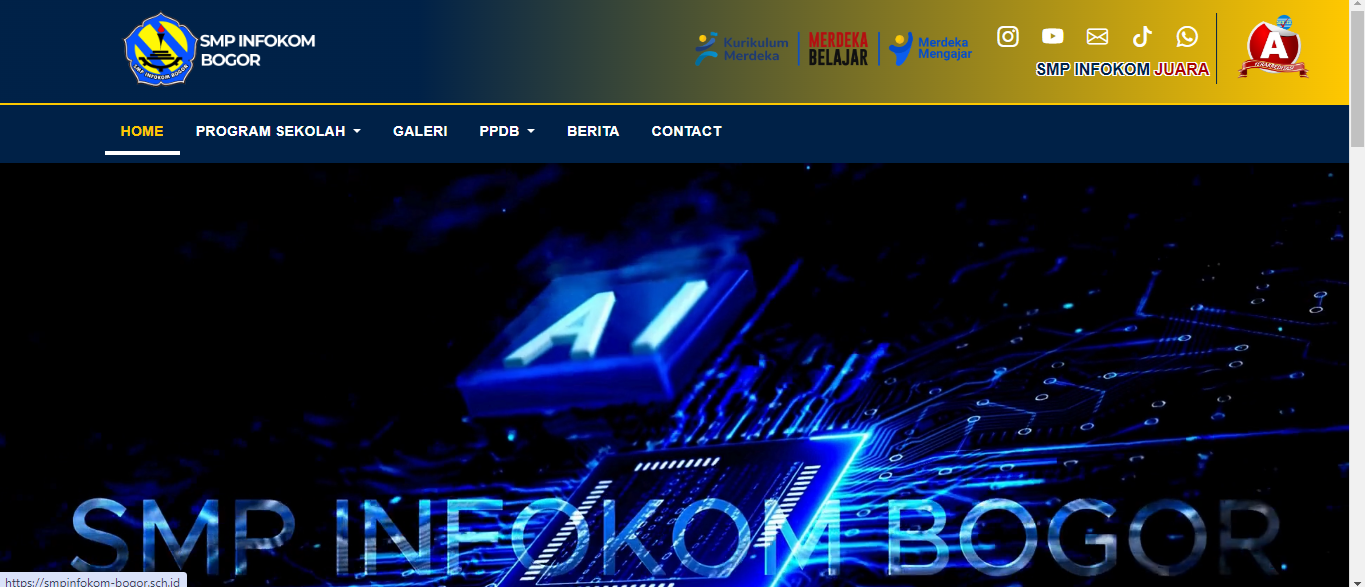 SMP INFOKOM
BOGOR
SMP INFOKOM BOGOR
Kurikulum
Merdeka
MERDEKA
BELAJAR
Merdeka
Mengajar
SMP INFOKOM JUARA
A
HOME
PROGRAM SEKOLAH
GALERI
PPDB
BERITA
CONTACT
AI
SMP INFOKOM BOGOR
https://smpinfokom-bogor.sch.id